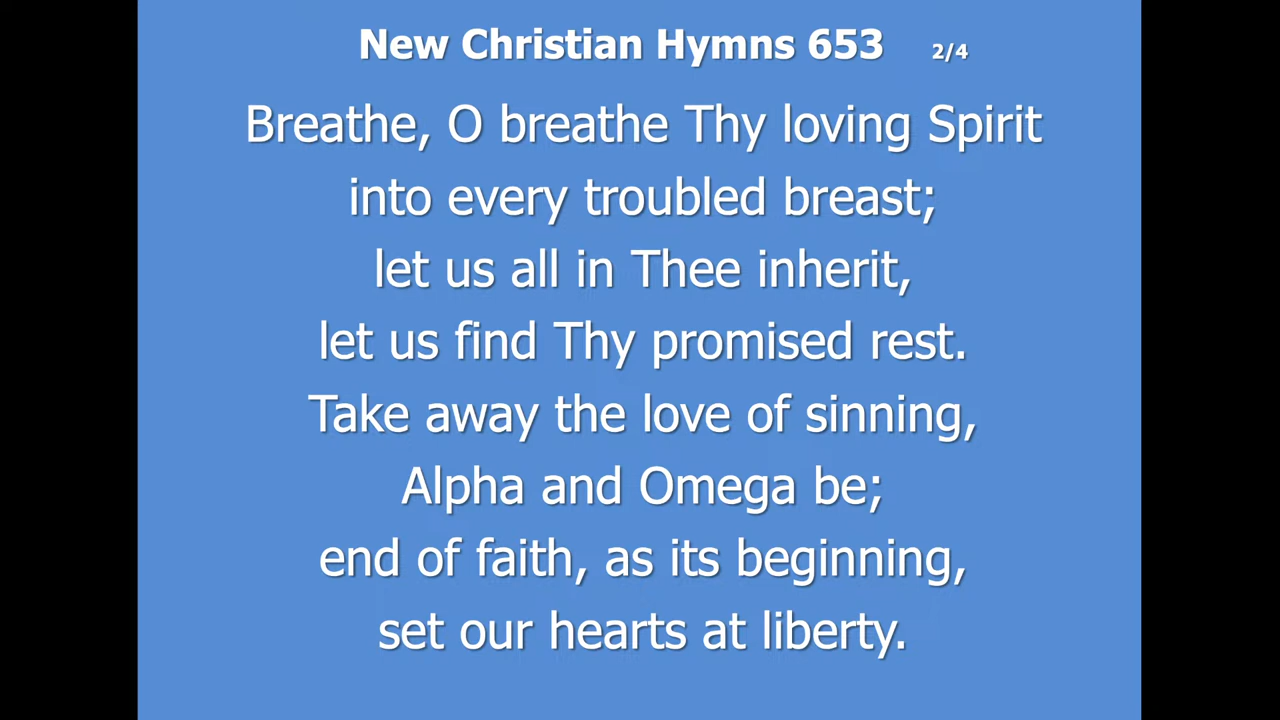 New Christian Hymns 653 2/4
Breathe, O breathe Thy loving Spirit
into every troubled breast;
let us all in Thee inherit,
let us find Thy promised rest.
Take away the love of sinning,
Alpha and Omega be;
end of faith, as its beginning,
set our hearts at liberty.